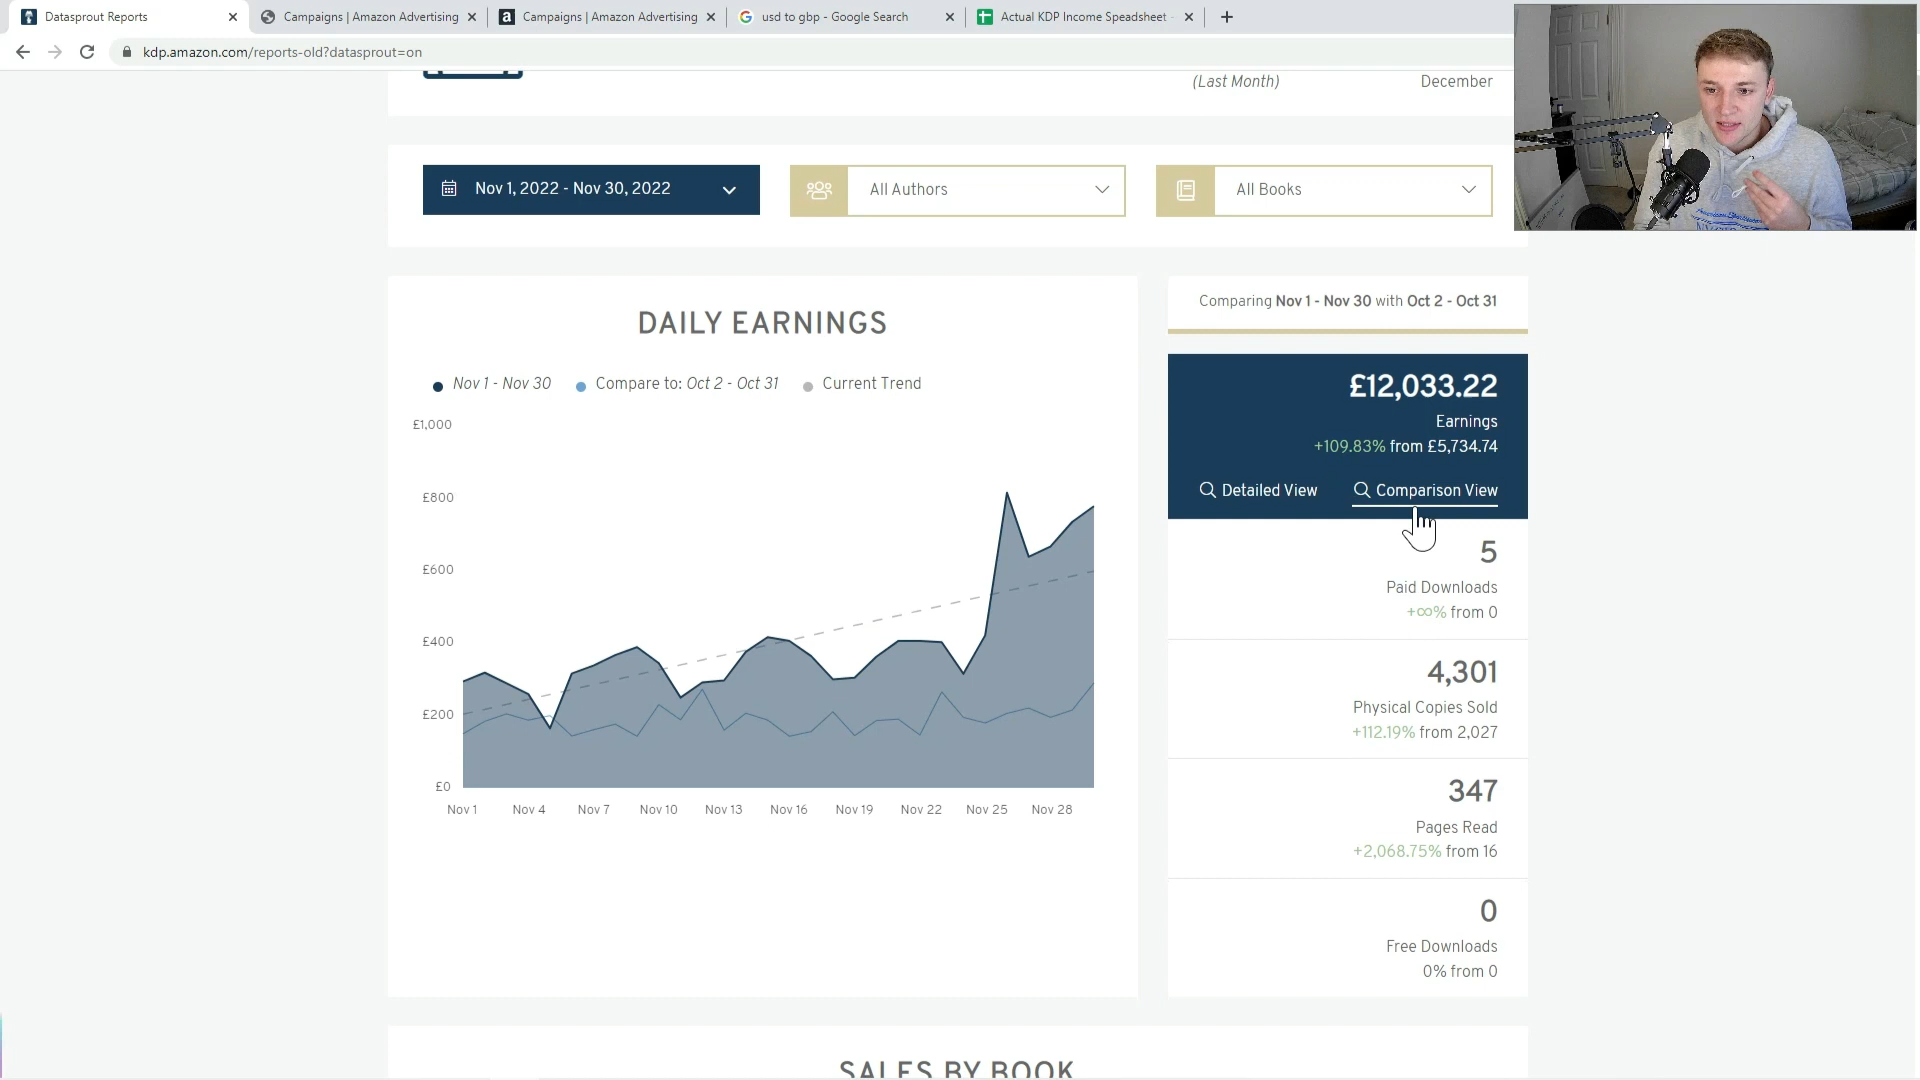 Datasprout Reports
Campaigns | Amazon Advertising
Campaigns | Amazon Advertising
usd to gbp - Google Search
Actual KDP Income Speadsheet
kdp.amazon.com/reports-old?datasprout=on
(Last Month)
December
Nov 1, 2022 - Nov 30, 2022
All Authors
All Books
DAILY EARNINGS
Nov 1 - Nov 30
Compare to: Oct 2 - Oct 31
Current Trend
£1,000
£800
£600
£400
£200
£0
Nov 1
Nov 4
Nov 7
Nov 10
Nov 13
Nov 16
Nov 19
Nov 22
Nov 25
Nov 28
Comparing Nov 1 - Nov 30 with Oct 2 - Oct 31
£12,033.22
Earnings
+109.83% from £5,734.74
Detailed View
Comparison View
5
Paid Downloads
+∞% from 0
4,301
Physical Copies Sold
+112.19% from 2,027
347
Pages Read
+2,068.75% from 16
0
Free Downloads
0% from 0
SALES BY BOOK